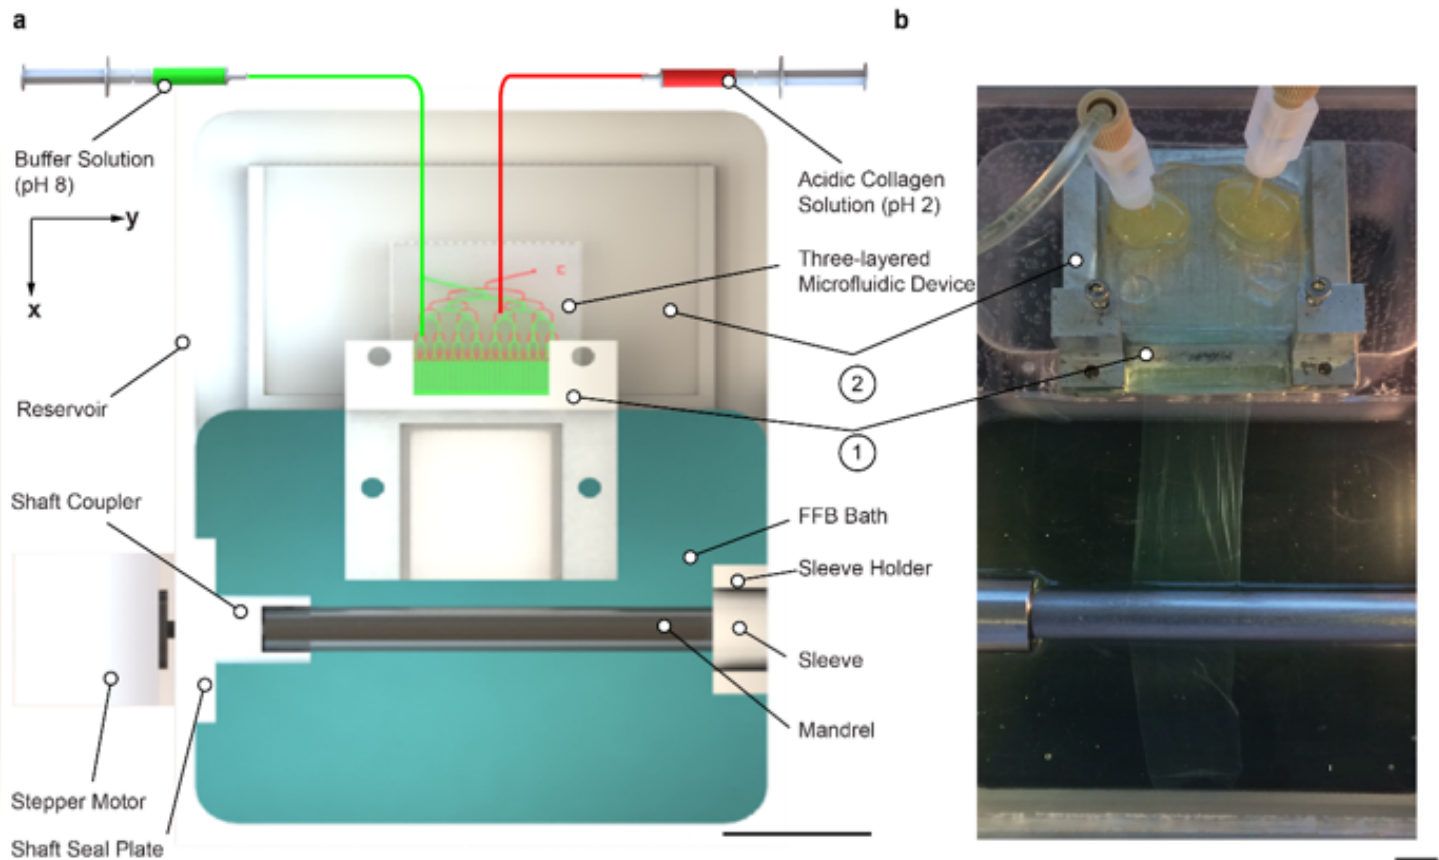 a
b
Buffer Solution
(pH 8)
Acidic Collagen
Solution (pH 2)
y
x
Three-layered
Microfluidic Device
2
Reservoir
1
Shaft Coupler
FFB Bath
Sleeve Holder
Sleeve
Mandrel
Stepper Motor
Shaft Seal Plate